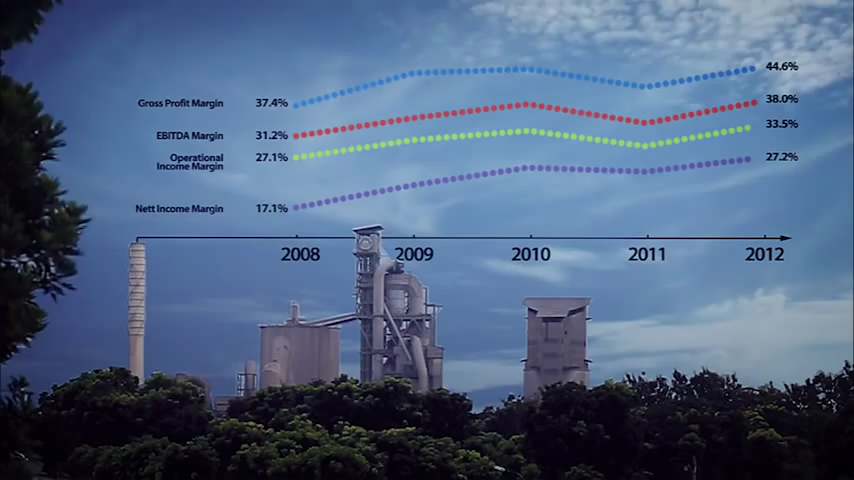 44.6%
Gross Profit Margin 37.4%
38.0%
EBITDA Margin 31.2%
33.5%
Operational
Income Margin
27.1%
27.2%
Nett Income Margin 17.1%
2008 2009 2010 2011 2012